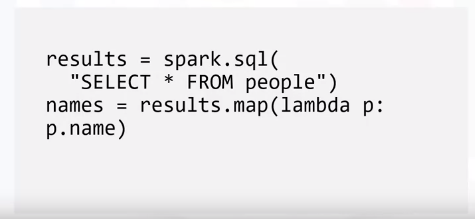 results = spark.sql(
  "SELECT * FROM people")
names = results.map(lambda p:
p.name)